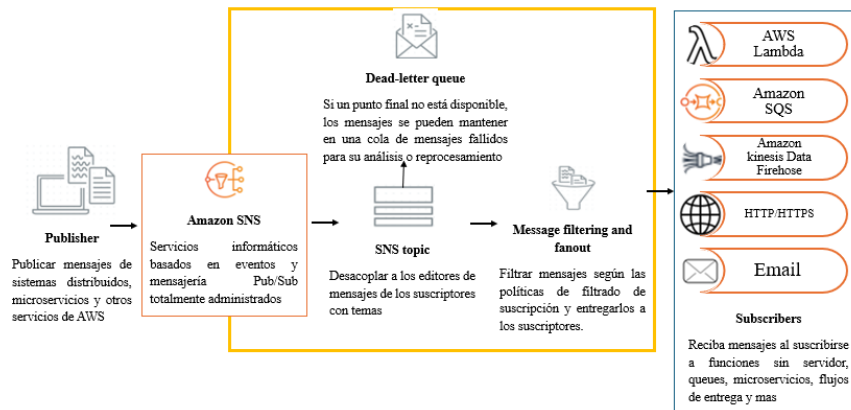 Publisher
Publicar mensajes de
sistemas distribuidos,
microservicios y otros
servicios de AWS
Amazon SNS
Servicios informáticos
basados en eventos y
mensajería Pub/Sub
totalmente administrados
Dead-letter queue
Si un punto final no está disponible,
los mensajes se pueden mantener
en una cola de mensajes fallidos
para su análisis o reprocesamiento
SNS topic
Desacoplar a los editores de
mensajes de los suscriptores
con temas
Message filtering and
fanout
Filtrar mensajes según las
políticas de filtrado de
suscripción y entregarlos a
los suscriptores.
AWS
Lambda
Amazon
SQS
Amazon
kinesis Data
Firehose
HTTP/HTTPS
Email
Subscribers
Reciba mensajes al suscribirse
a funciones sin servidor,
queues, microservicios, flujos
de entrega y mas